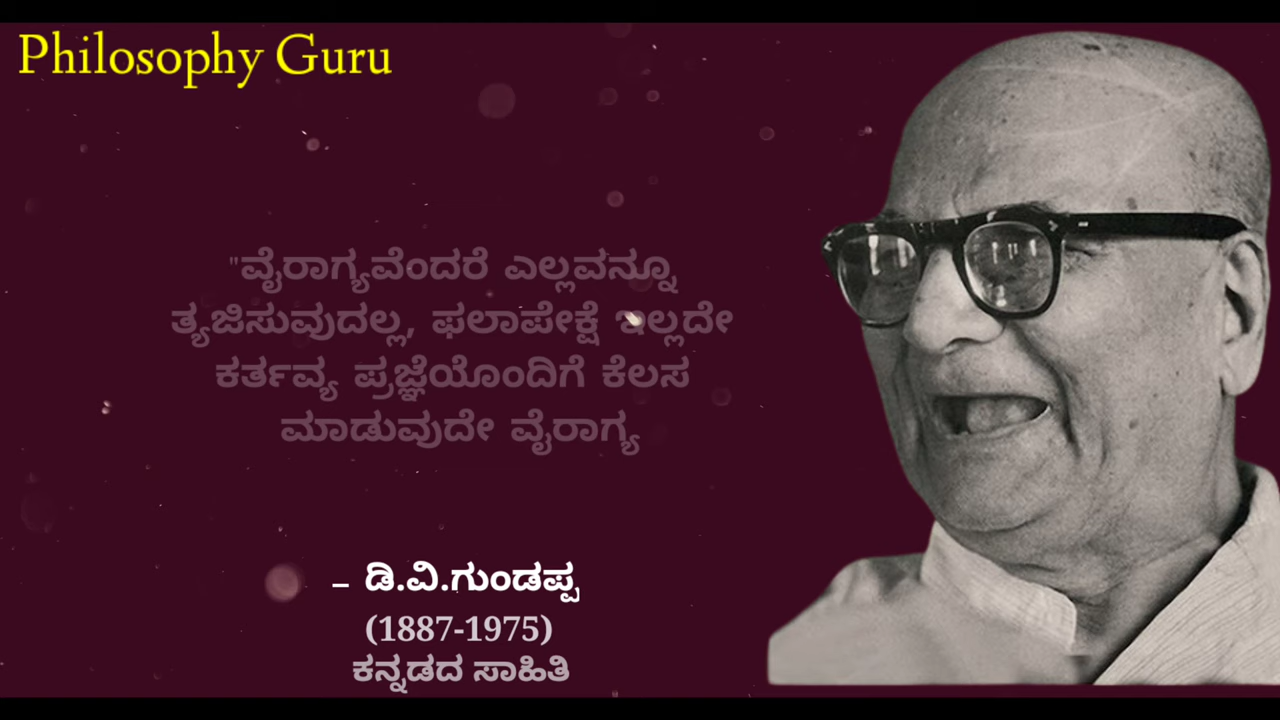 Philosophy Guru
"ವೈರಾಗ್ಯವೆಂದರೆ ಎಲ್ಲವನ್ನೂ
ತ್ಯಜಿಸುವುದಲ್ಲ, ಫಲಾಪೇಕ್ಷೆ ಇಲ್ಲದೇ
ಕರ್ತವ್ಯ ಪ್ರಜ್ಞೆಯೊಂದಿಗೆ ಕೆಲಸ
ಮಾಡುವುದೇ ವೈರಾಗ್ಯ
– ಡಿ.ವಿ.ಗುಂಡಪ್ಪ
(1887-1975)
ಕನ್ನಡದ ಸಾಹಿತಿ